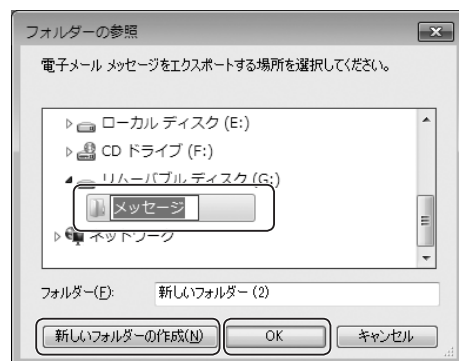 フォルダーの参照
電子メール メッセージをエクスポートする場所を選択してください。
ローカル ディスク (E:)
CD ドライブ (F:)
リムーバブル ディスク (G:)
メッセージ
ネットワーク
フォルダー(F): 新しいフォルダー (2)
新しいフォルダーの作成(N) OK キャンセル